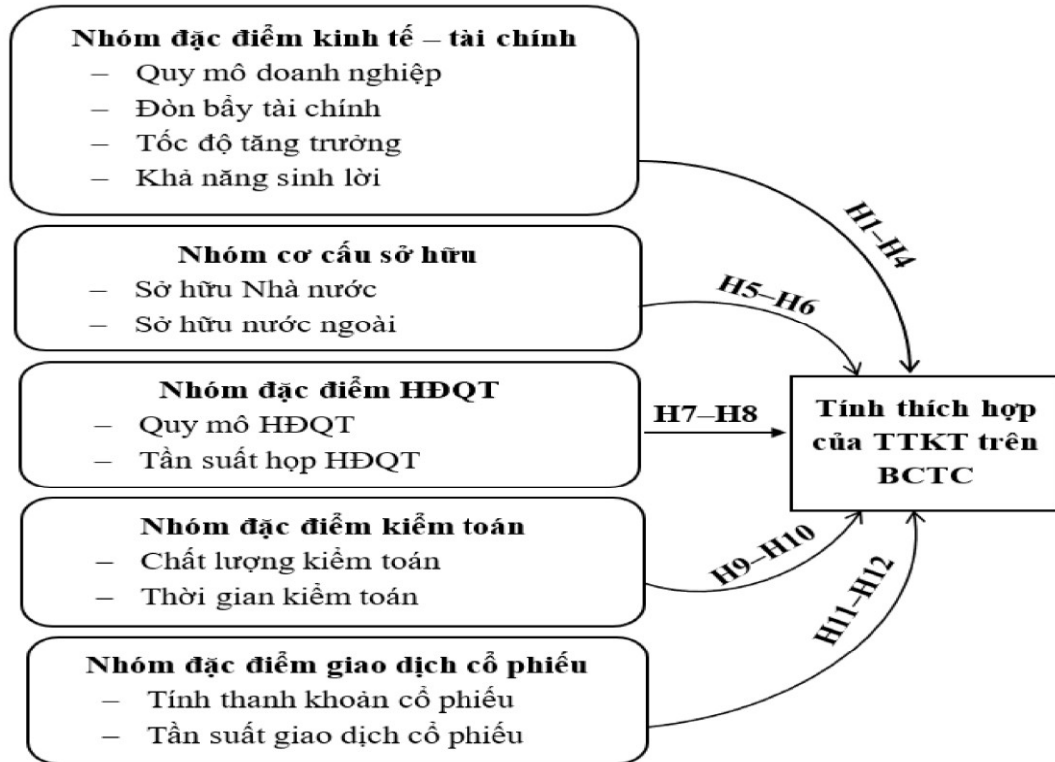 Nhóm đặc điểm kinh tế – tài chính
– Quy mô doanh nghiệp
– Đòn bẩy tài chính
– Tốc độ tăng trưởng
– Khả năng sinh lời
H1–H4
Nhóm cơ cấu sở hữu
– Sở hữu Nhà nước
– Sở hữu nước ngoài
H5–H6
Nhóm đặc điểm HĐQT
– Quy mô HĐQT
– Tần suất họp HĐQT
H7–H8
Tính thích hợp
của TTKT trên
BCTC
Nhóm đặc điểm kiểm toán
– Chất lượng kiểm toán
– Thời gian kiểm toán
H9–H10
Nhóm đặc điểm giao dịch cổ phiếu
– Tính thanh khoản cổ phiếu
– Tần suất giao dịch cổ phiếu
H11–H12